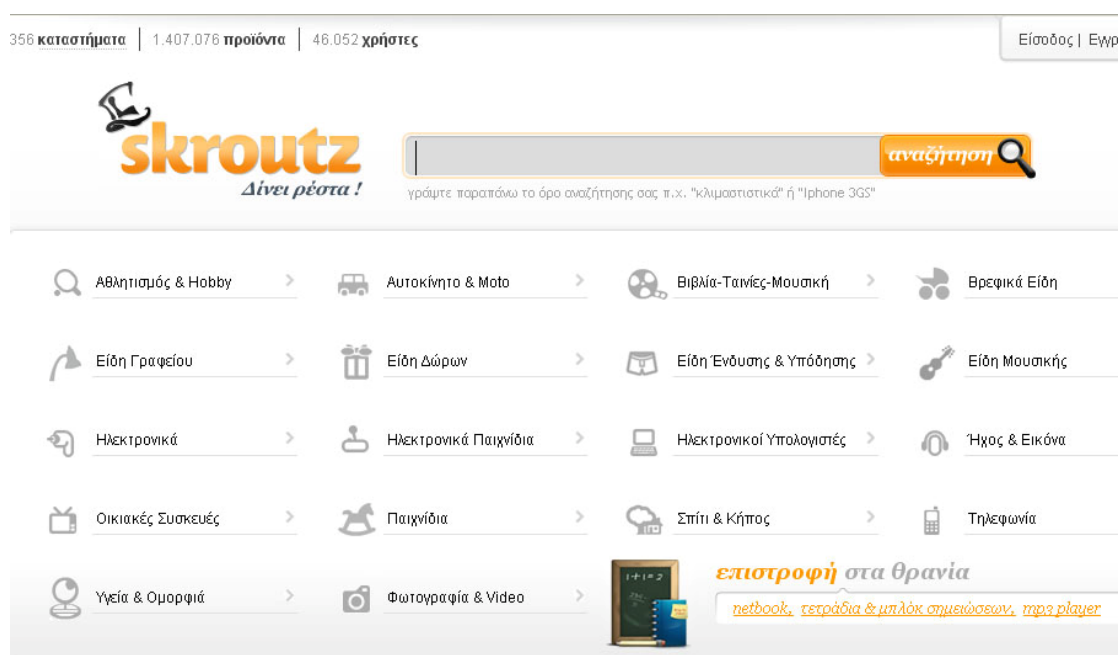 356 καταστήματα | 1.407.076 προϊόντα | 46.052 χρήστες
Είσοδος |
skroutz
Δίνει ρέστα !
αναζήτηση
γράψτε παραπάνω το όρο αναζήτησης σας π.χ. "κλιμαστιστικά" ή "Iphone 3GS"
Αθλητισμός & Hobby
Αυτοκίνητο & Moto
Βιβλία-Ταινίες-Μουσική
Βρεφικά Είδη
Είδη Γραφείου
Είδη Δώρων
Είδη Ένδυσης & Υπόδησης
Είδη Μουσικής
Ηλεκτρονικά
Ηλεκτρονικά Παιχνίδια
Ηλεκτρονικοί Υπολογιστές
Ήχος & Εικόνα
Οικιακές Συσκευές
Παιχνίδια
Σπίτι & Κήπος
Τηλεφωνία
Υγεία & Ομορφιά
Φωτογραφία & Video
1+1=2
επιστροφή στα θρανία
netbook, τετράδια & μπλόκ σημειώσεων, mp3 player